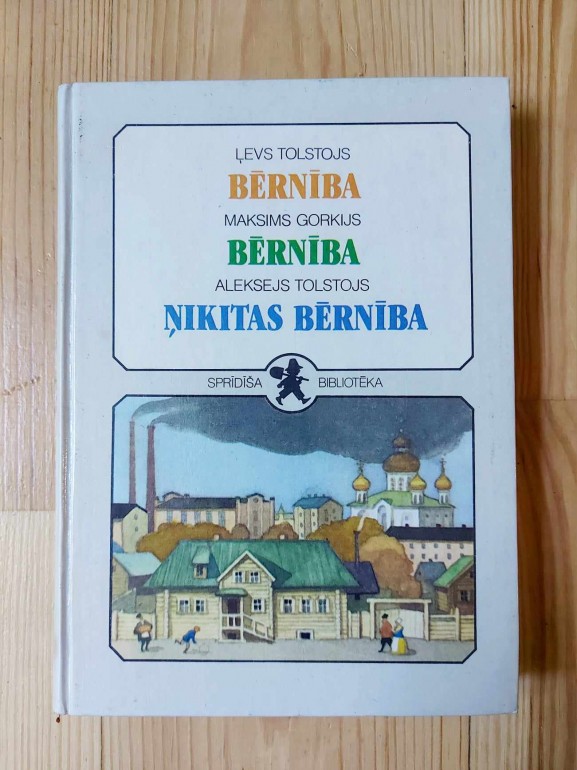 ĻEVS TOLSTOJS
BĒRNĪBA
MAKSIMS GORKIJS
BĒRNĪBA
ALEKSEJS TOLSTOJS
ŅIKITAS BĒRNĪBA
SPRĪDĪŠA BIBLIOTĒKA